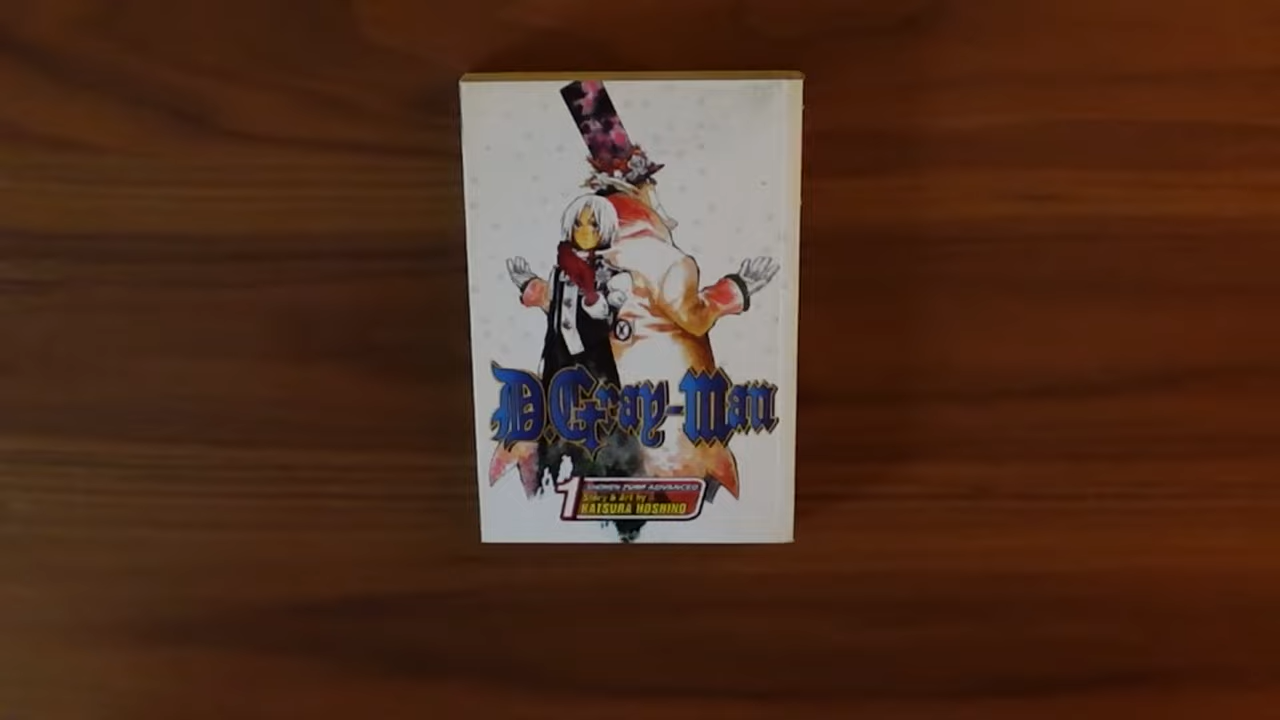 D.Gray-Man
1
SHONEN JUMP ADVANCED
Story & Art by
KATSURA HOSHINO